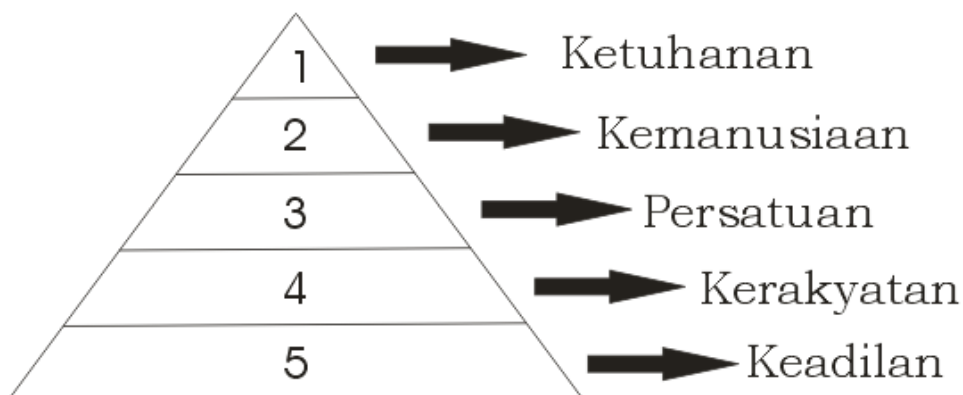 1 Ketuhanan
2 Kemanusiaan
3 Persatuan
4 Kerakyatan
5 Keadilan